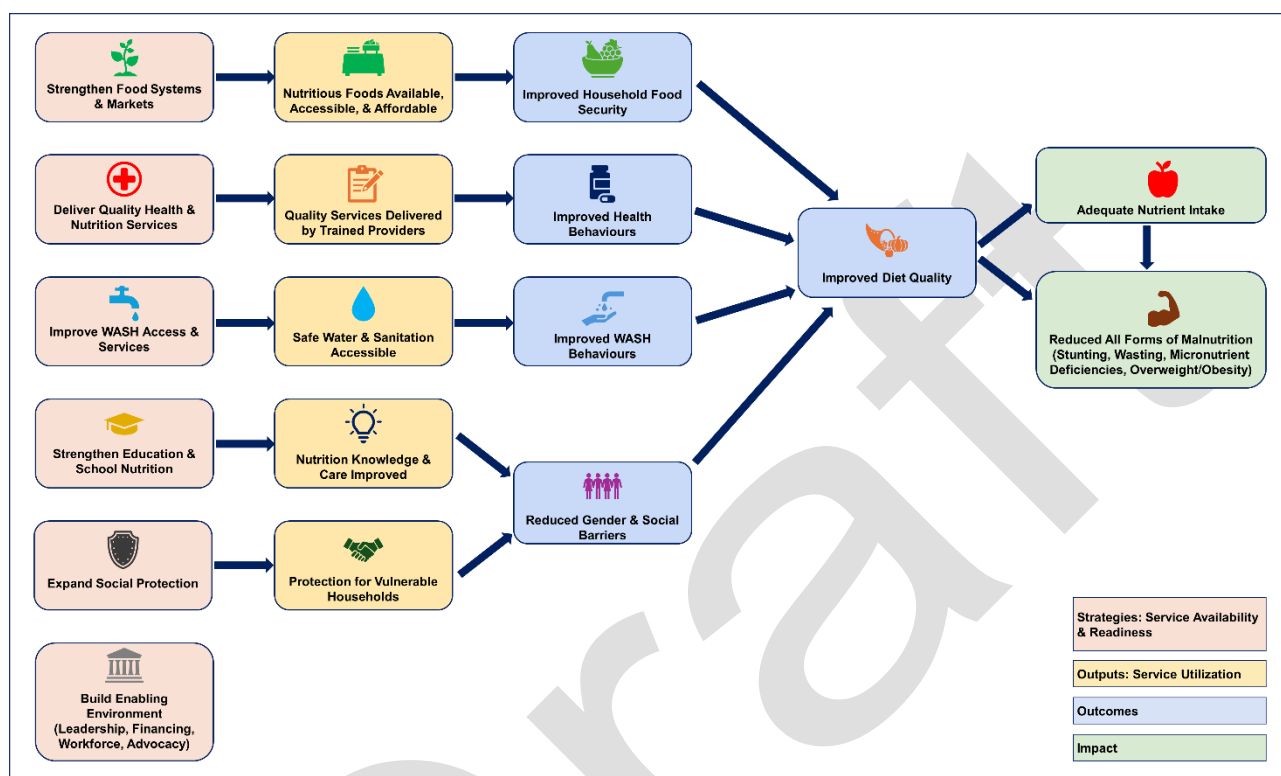 Strengthen Food Systems
& Markets
Nutritious Foods Available,
Accessible, & Affordable
Improved Household Food
Security
Deliver Quality Health &
Nutrition Services
Quality Services Delivered
by Trained Providers
Improved Health
Behaviours
Adequate Nutrient Intake
Improved Diet Quality
Improve WASH Access &
Services
Safe Water & Sanitation
Accessible
Improved WASH
Behaviours
Reduced All Forms of Malnutrition
(Stunting, Wasting, Micronutrient
Deficiencies, Overweight/Obesity)
Strengthen Education &
School Nutrition
Nutrition Knowledge &
Care Improved
Reduced Gender & Social
Barriers
Expand Social Protection
Protection for Vulnerable
Households
Build Enabling
Environment
(Leadership, Financing,
Workforce, Advocacy)
Strategies: Service Availability
& Readiness
Outputs: Service Utilization
Outcomes
Impact
raft